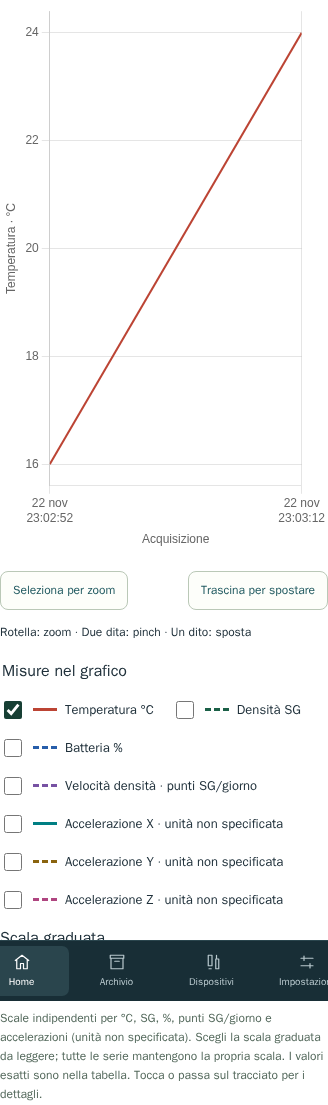 24
22
20
18
16
Temperatura · °C
22 nov
23:02:52
22 nov
23:03:12
Acquisizione
Seleziona per zoom
Trascina per spostare
Rotella: zoom · Due dita: pinch · Un dito: sposta
Misure nel grafico
Temperatura °C
Densità SG
Batteria %
Velocità densità · punti SG/giorno
Accelerazione X · unità non specificata
Accelerazione Y · unità non specificata
Accelerazione Z · unità non specificata
Scala graduata
Home
Archivio
Dispositivi
Impostazion
Scale indipendenti per °C, SG, %, punti SG/giorno e
accelerazioni (unità non specificata). Scegli la scala graduata
da leggere; tutte le serie mantengono la propria scala. I valori
esatti sono nella tabella. Tocca o passa sul tracciato per i
dettagli.